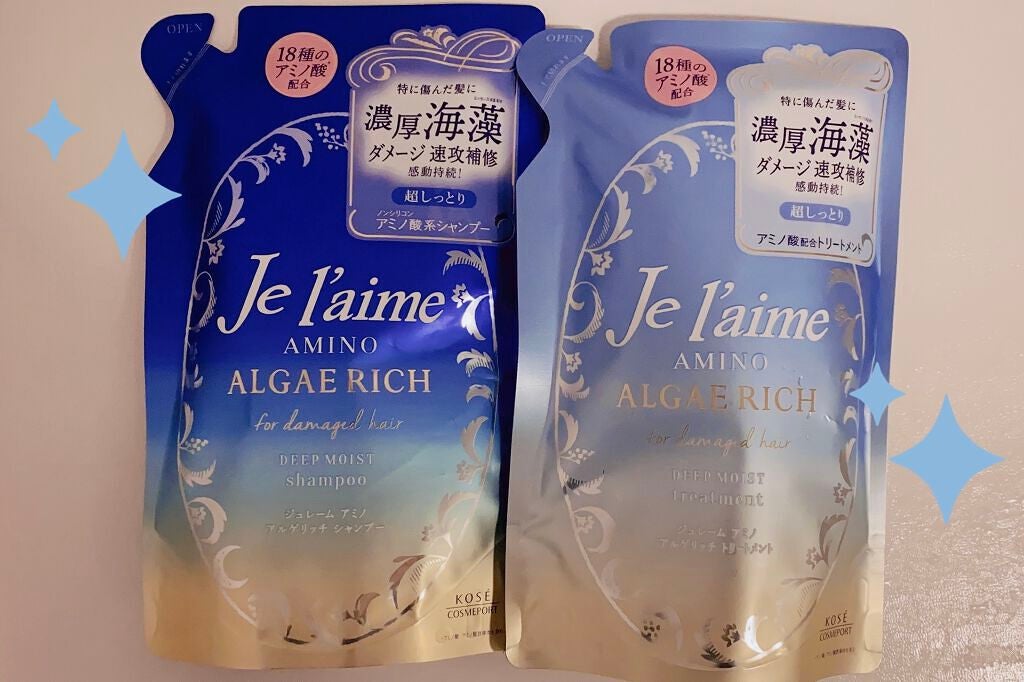 OPEN
18種の
アミノ酸*
配合
特に傷んだ髪に
濃厚海藻
ダメージ速攻補修
感動持続!
超しっとり
ノンシリコン
アミノ酸系シャンプー
Je l'aime
AMINO
ALGAE RICH
for damaged hair
DEEP MOIST
shampoo
ジュレーム アミノ
アルゲリッチ シャンプー
KOSÉ
COSMEPORT
OPEN
18種の
アミノ酸*
配合
特に傷んだ髪に
濃厚海藻
ダメージ速攻補修
感動持続!
超しっとり
アミノ酸配合トリートメント
Je l'aime
AMINO
ALGAE RICH
for damaged hair
DEEP MOIST
treatment
ジュレーム アミノ
アルゲリッチ トリートメント
KOSÉ
COSMEPORT